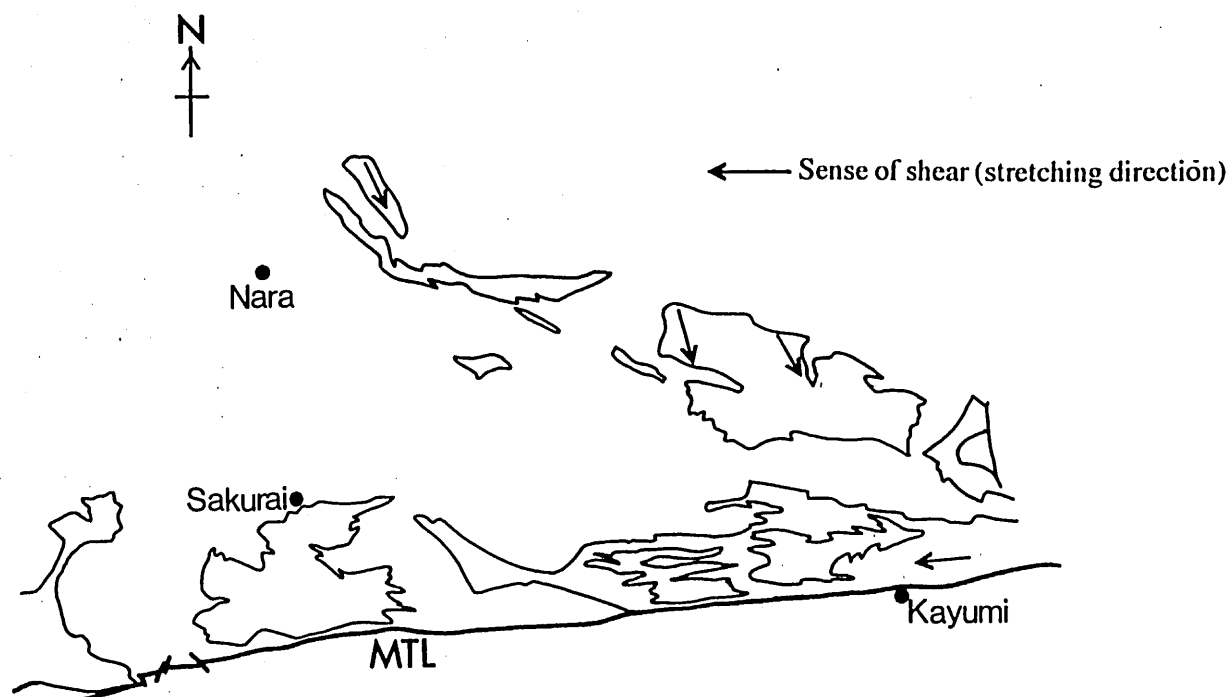 N
Sense of shear (stretching direction)
Nara
Sakurai
Kayumi
MTL